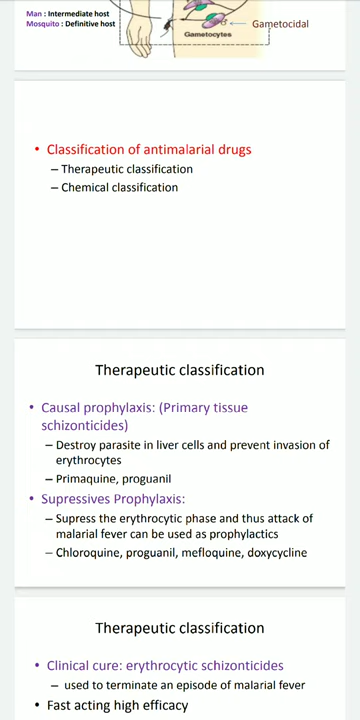 Man : Intermediate host
Mosquito : Definitive host
Gametocidal
Gametocytes
• Classification of antimalarial drugs
– Therapeutic classification
– Chemical classification
Therapeutic classification
• Causal prophylaxis: (Primary tissue
schizonticides)
– Destroy parasite in liver cells and prevent invasion of
erythrocytes
– Primaquine, proguanil
• Supressives Prophylaxis:
– Supress the erythrocytic phase and thus attack of
malarial fever can be used as prophylactics
– Chloroquine, proguanil, mefloquine, doxycycline
Therapeutic classification
• Clinical cure: erythrocytic schizonticides
– used to terminate an episode of malarial fever
• Fast acting high efficacy